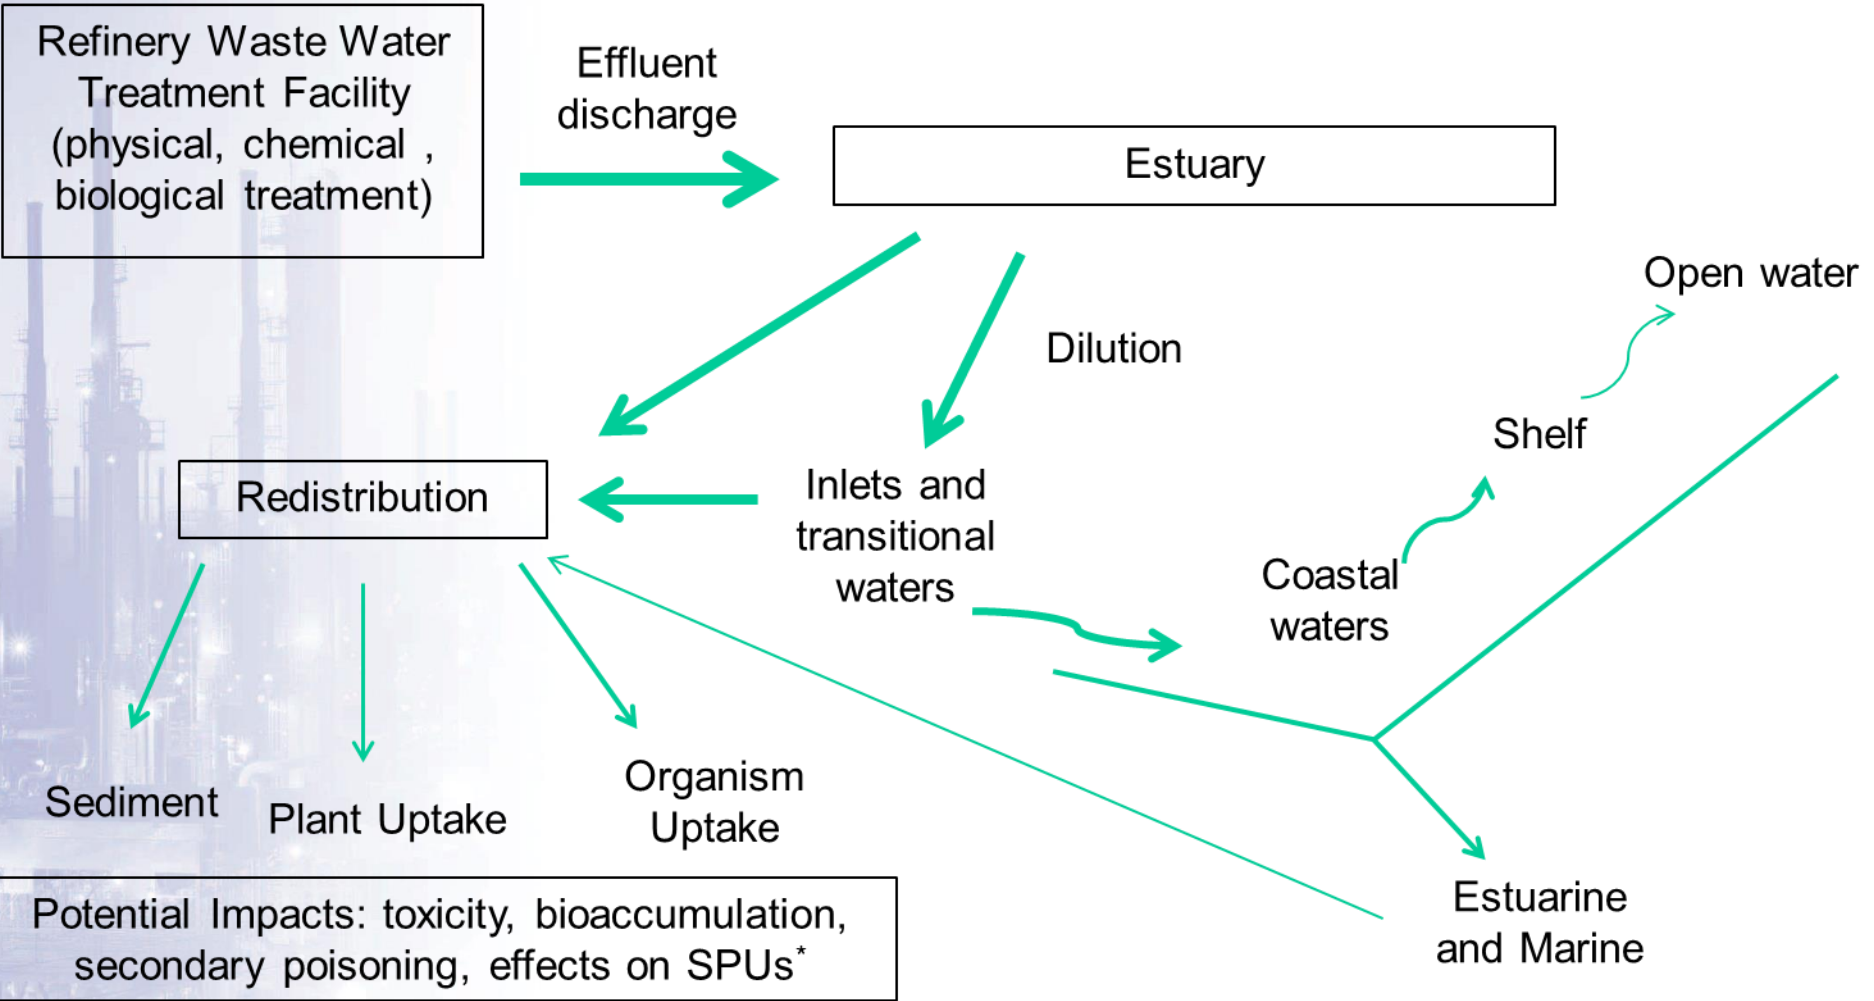 Refinery Waste Water
Treatment Facility
(physical, chemical ,
biological treatment)
Effluent
discharge
Estuary
Open water
Dilution
Shelf
Redistribution
Inlets and
transitional
waters
Coastal
waters
Sediment
Plant Uptake
Organism
Uptake
Estuarine
and Marine
Potential Impacts: toxicity, bioaccumulation,
secondary poisoning, effects on SPUs*